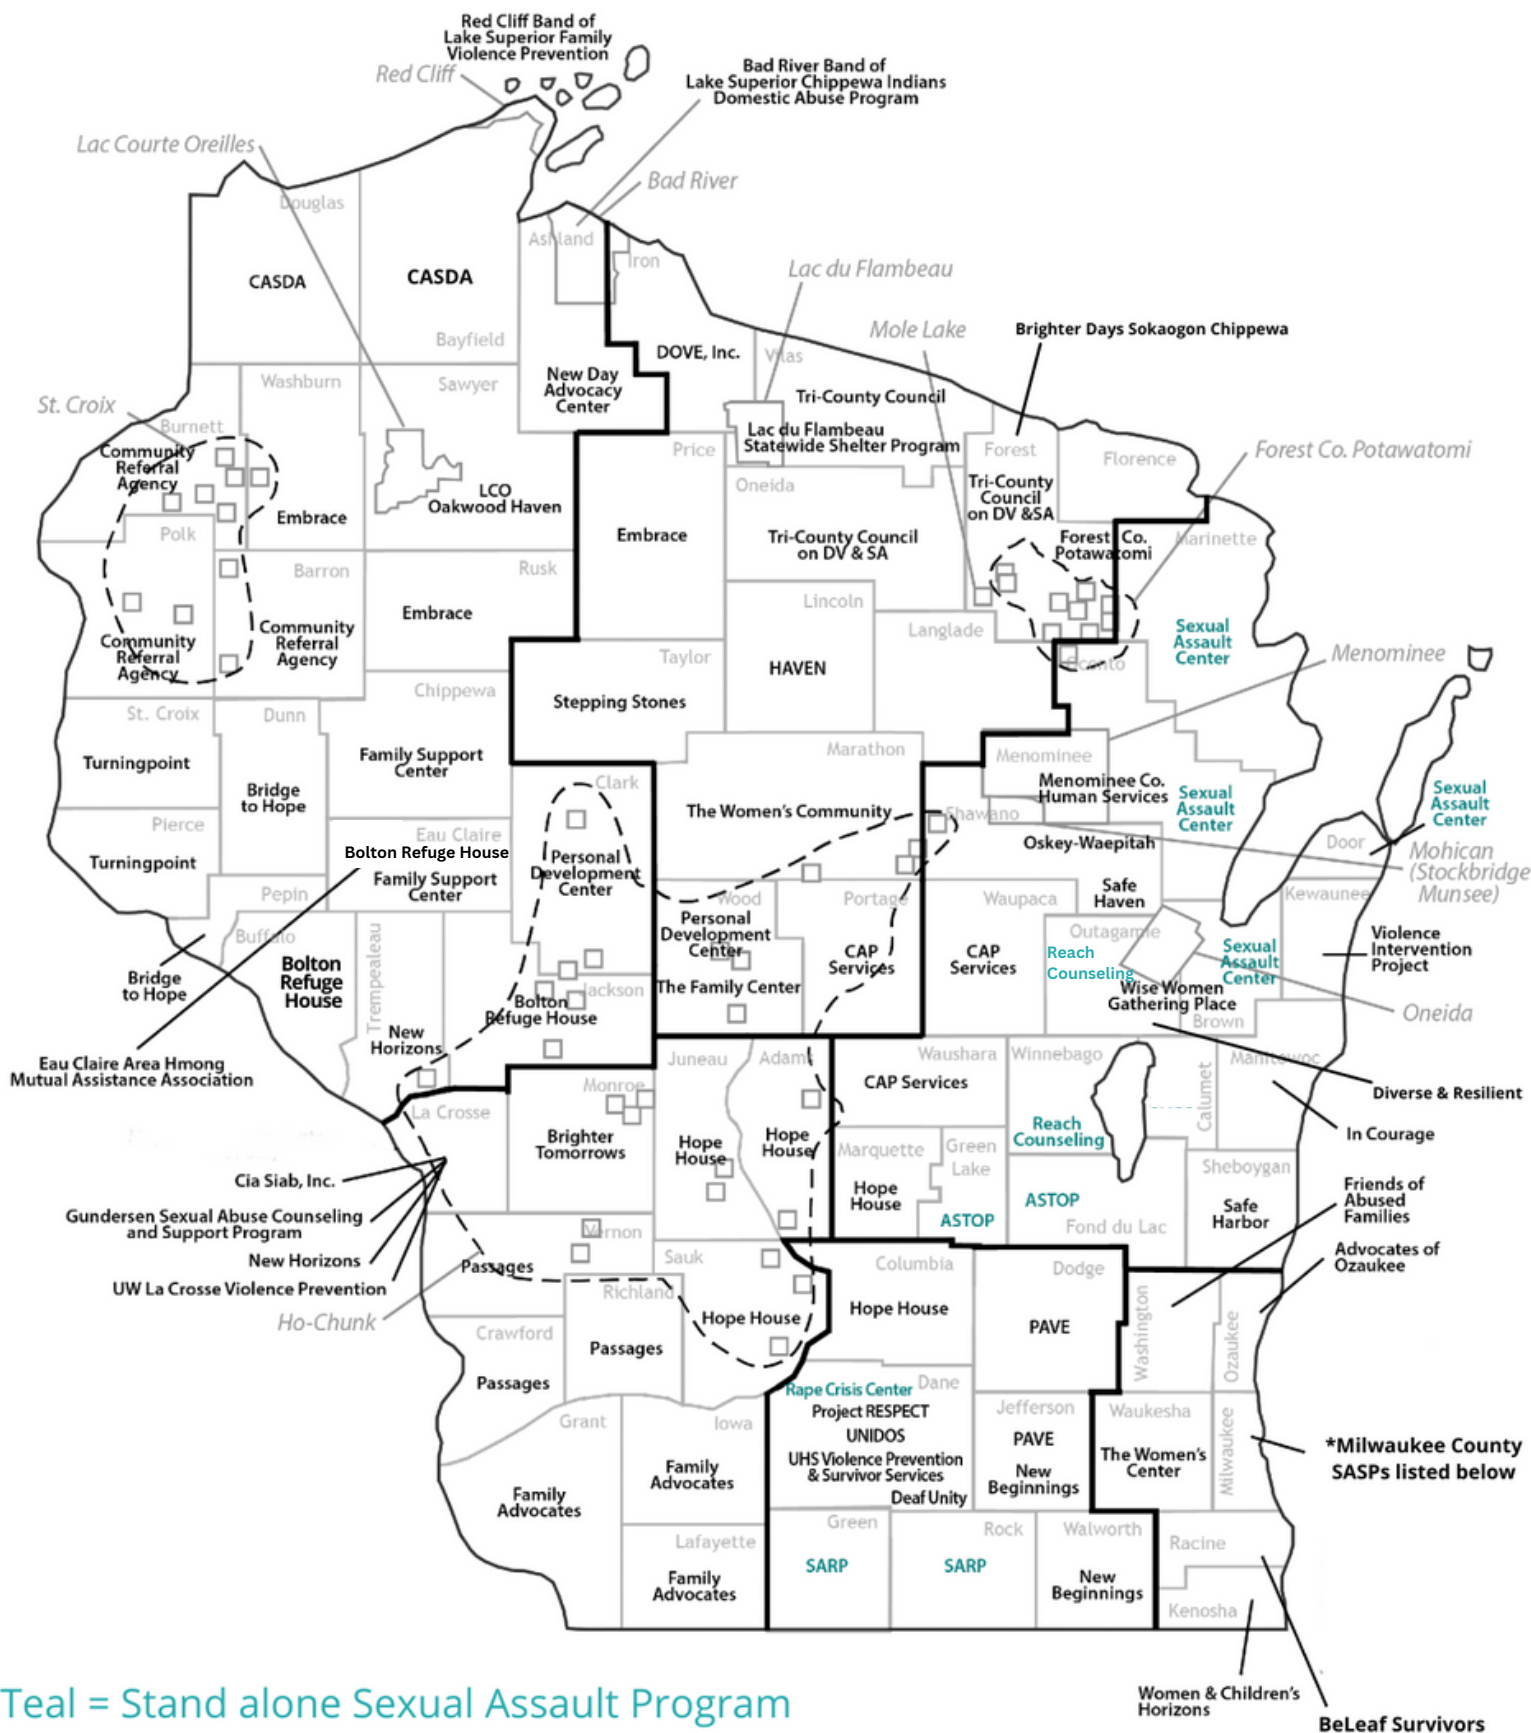 Red Cliff Band of
Lake Superior Family
Violence Prevention
Red Cliff
Bad River Band of
Lake Superior Chippewa Indians
Domestic Abuse Program
Lac Courte Oreilles
Bad River
Douglas
Ashland
Iron
CASDA
CASDA
Bayfield
Lac du Flambeau
Mole Lake
Brighter Days Sokaogon Chippewa
DOVE, Inc.
Vilas
Washburn
Sawyer
New Day
Advocacy
Center
Tri-County Council
St. Croix
Burnett
Lac du Flambeau
Statewide Shelter Program
Price
Forest
Florence
Forest Co. Potawatomi
Community
Referral
Agency
Oneida
Tri-County
Council
on DV &SA
LCO
Oakwood Haven
Embrace
Polk
Embrace
Tri-County Council
on DV & SA
Forest Co.
Potawatomi
Marinette
Barron
Rusk
Lincoln
Embrace
Langlade
Sexual
Assault
Center
Community
Referral
Agency
Community
Referral
Agency
Taylor
HAVEN
Oconto
Menominee
Chippewa
Stepping Stones
St. Croix
Dunn
Turningpoint
Family Support
Center
Marathon
Menominee
Bridge
to Hope
Clark
Menominee Co.
Human Services
Sexual
Assault
Center
Sexual
Assault
Center
The Women's Community
Shawano
Pierce
Eau Claire
Bolton Refuge House
Turningpoint
Personal
Development
Center
Oskey-Waepitah
Door
Mohican
(Stockbridge
Munsee)
Family Support
Center
Pepin
Wood
Portage
Waupaca
Safe
Haven
Kewaunee
Buffalo
Trempealeau
Personal
Development
Center
CAP
Services
CAP
Services
Outagamie
Reach
Counseling
Sexual
Assault
Center
Violence
Intervention
Project
Bridge
to Hope
Bolton
Refuge
House
Jackson
The Family Center
Wise Women
Gathering Place
Bolton
Refuge House
New
Horizons
Brown
Oneida
Eau Claire Area Hmong
Mutual Assistance Association
Juneau
Adams
Waushara
Winnebago
Manitowoc
Monroe
CAP Services
Calumet
Diverse & Resilient
La Crosse
Brighter
Tomorrows
Hope
House
Hope
House
Reach
Counseling
In Courage
Marquette
Green
Lake
Sheboygan
Cia Siab, Inc.
Hope
House
ASTOP
ASTOP
Safe
Harbor
Friends of
Abused
Families
Gundersen Sexual Abuse Counseling
and Support Program
Vernon
Fond du Lac
New Horizons
Passages
Sauk
Columbia
Dodge
Advocates of
Ozaukee
UW La Crosse Violence Prevention
Richland
Ho-Chunk
Hope House
Hope House
PAVE
Washington
Ozaukee
Crawford
Passages
Passages
Rape Crisis Center
Dane
Project RESPECT
UNIDOS
UHS Violence Prevention
& Survivor Services
Deaf Unity
Jefferson
PAVE
New
Beginnings
Waukesha
The Women's
Center
Milwaukee
*Milwaukee County
SASPs listed below
Grant
Iowa
Family
Advocates
Family
Advocates
Lafayette
Family
Advocates
Green
SARP
Rock
SARP
Walworth
New
Beginnings
Racine
Kenosha
Women & Children's
Horizons
BeLeaf Survivors
Teal = Stand alone Sexual Assault Program